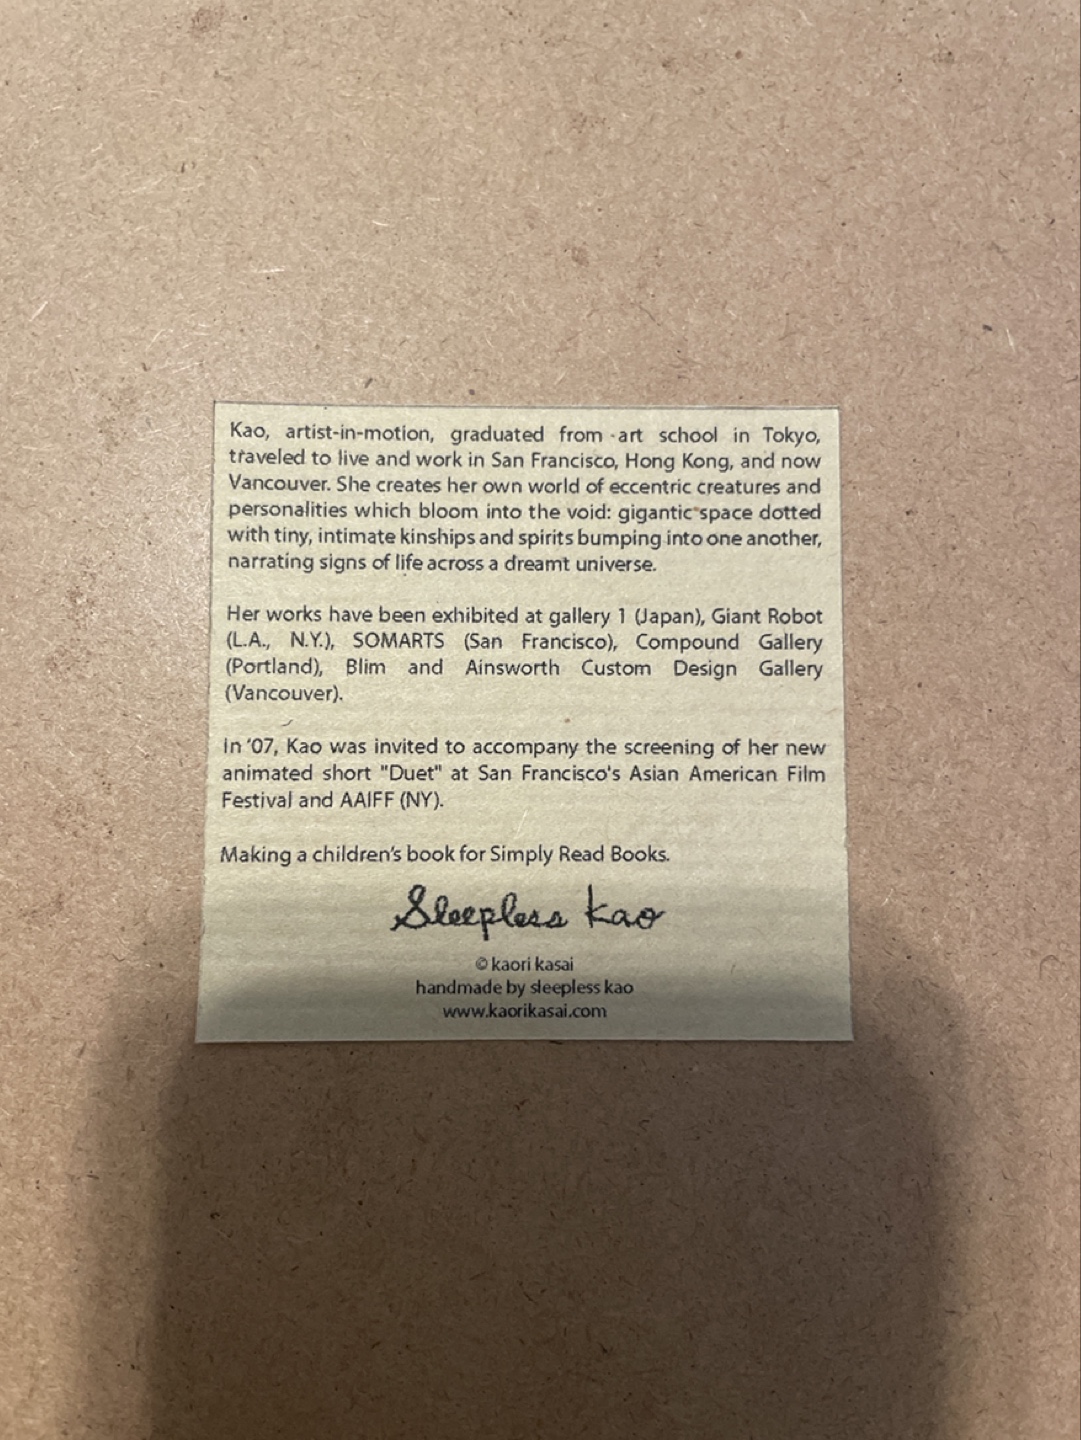 Kao, artist-in-motion, graduated from art school in Tokyo,
traveled to live and work in San Francisco, Hong Kong, and now
Vancouver. She creates her own world of eccentric creatures and
personalities which bloom into the void: gigantic space dotted
with tiny, intimate kinships and spirits bumping into one another,
narrating signs of life across a dreamt universe.
Her works have been exhibited at gallery 1 (Japan), Giant Robot
(L.A., N.Y.), SOMARTS (San Francisco), Compound Gallery
(Portland), Blim and Ainsworth Custom Design Gallery
(Vancouver).
In '07, Kao was invited to accompany the screening of her new
animated short "Duet" at San Francisco's Asian American Film
Festival and AAIFF (NY).
Making a children's book for Simply Read Books.
Sleepless Kao
© kaori kasai
handmade by sleepless kao
www.kaorikasai.com